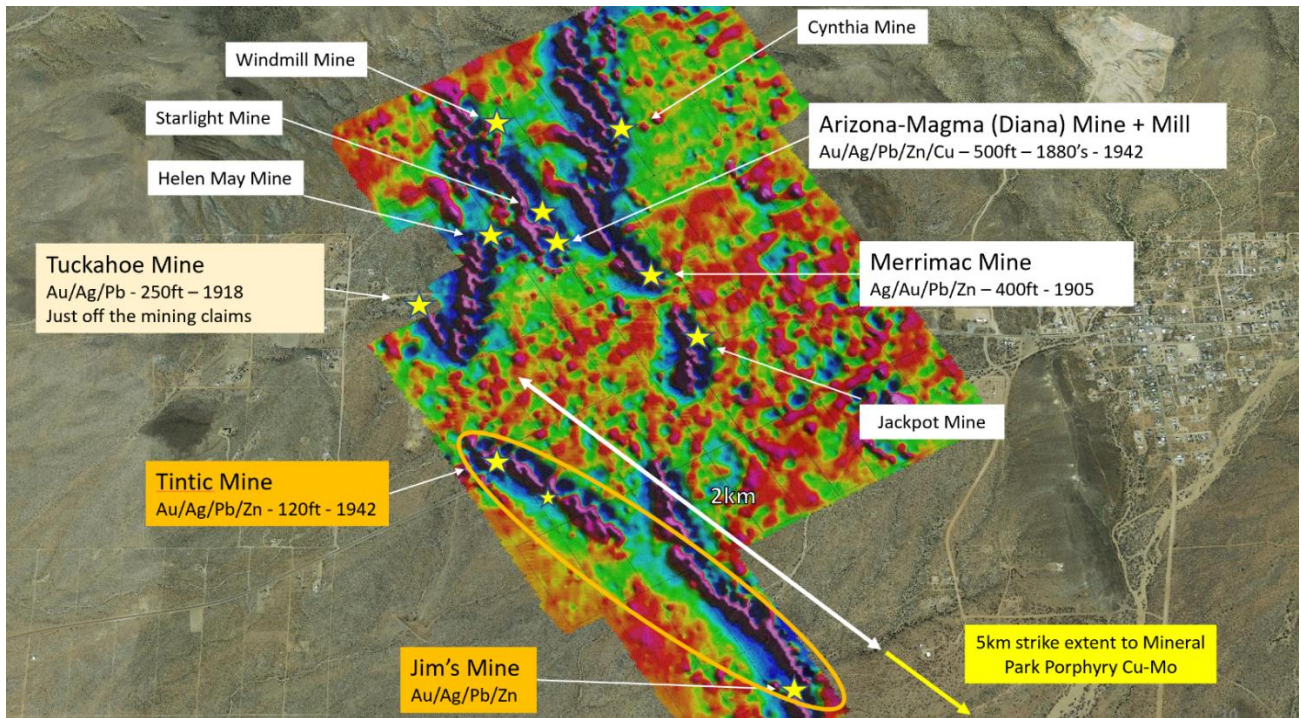 Cynthia Mine
Windmill Mine
Starlight Mine
Arizona-Magma (Diana) Mine + Mill
Au/Ag/Pb/Zn/Cu – 500ft – 1880's - 1942
Helen May Mine
Tuckahoe Mine
Au/Ag/Pb - 250ft – 1918
Just off the mining claims
Merrimac Mine
Ag/Au/Pb/Zn – 400ft - 1905
Jackpot Mine
Tintic Mine
Au/Ag/Pb/Zn - 120ft - 1942
2km
5km strike extent to Mineral
Park Porphyry Cu-Mo
Jim's Mine
Au/Ag/Pb/Zn